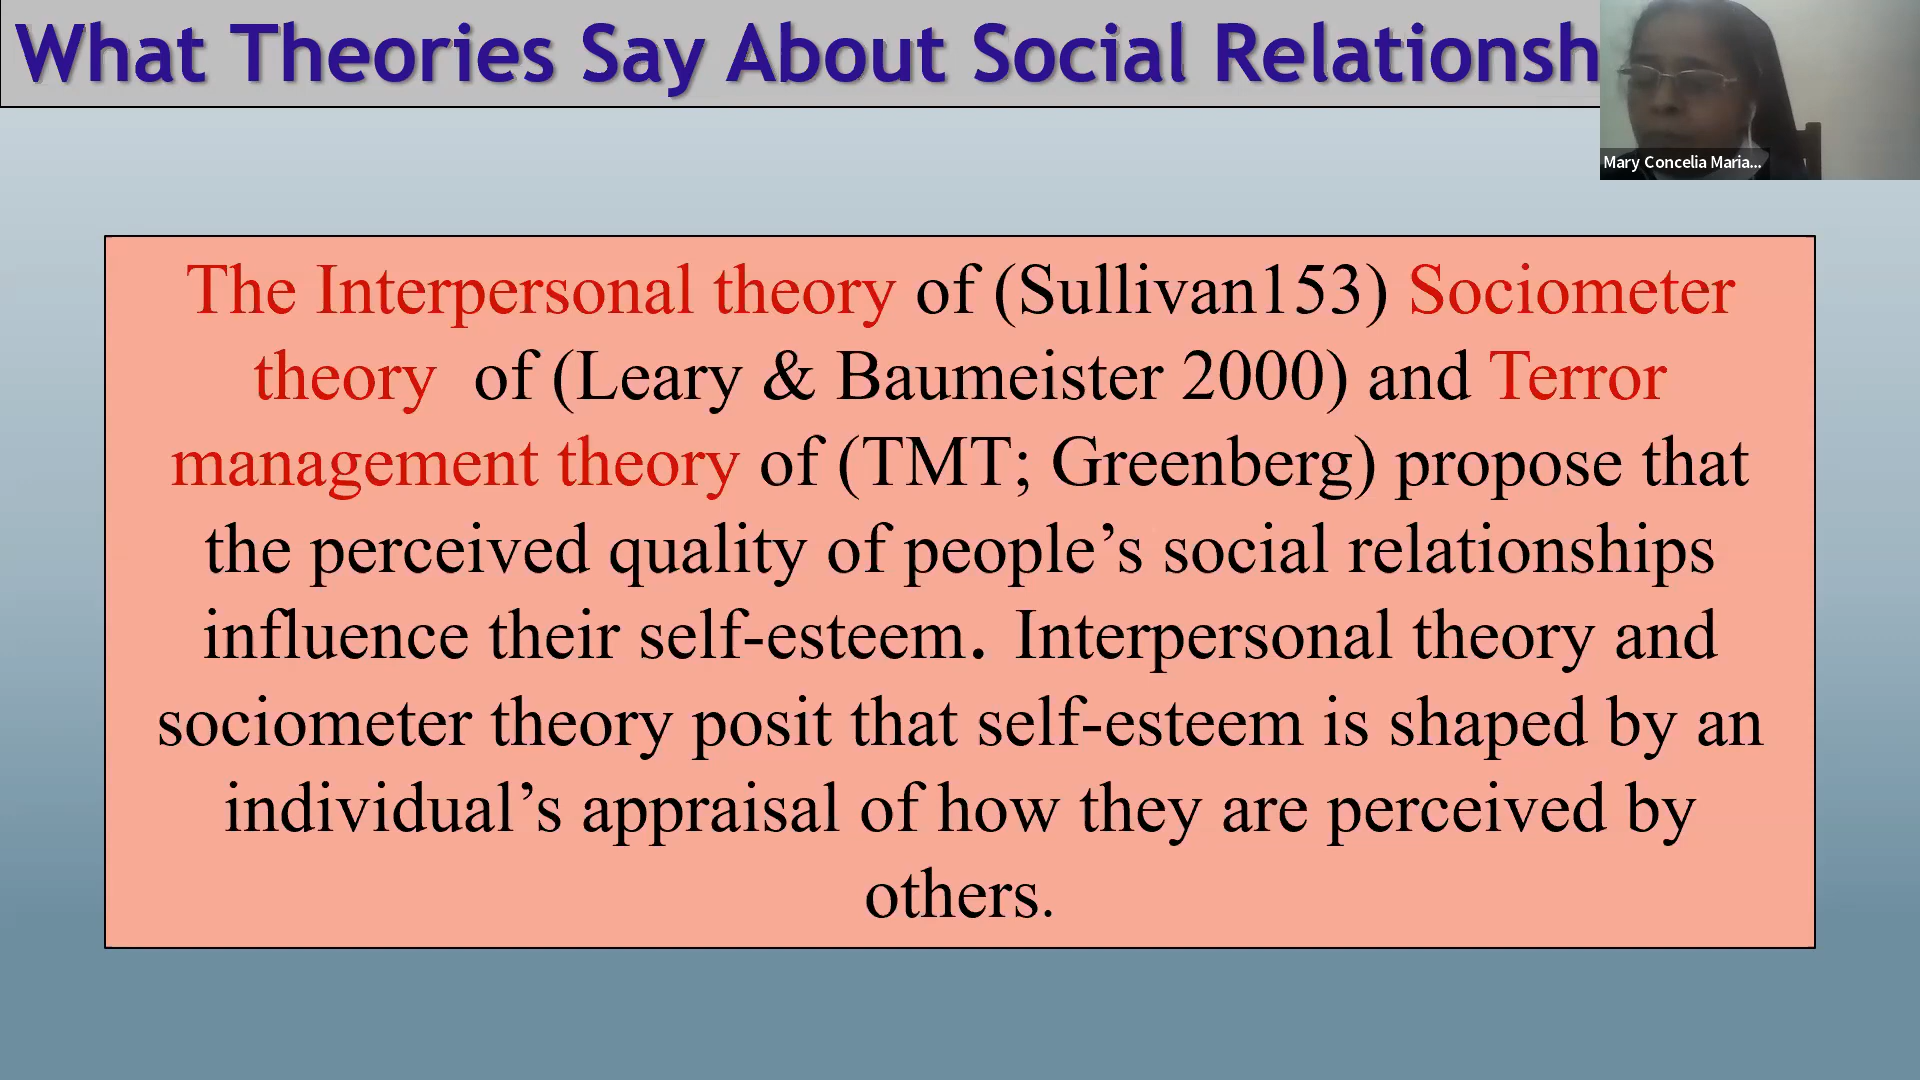 What Theories Say About Social Relationsh
Mary Concelia Maria...
The Interpersonal theory of (Sullivan153) Sociometer
theory of (Leary & Baumeister 2000) and Terror
management theory of (TMT; Greenberg) propose that
the perceived quality of people’s social relationships
influence their self-esteem. Interpersonal theory and
sociometer theory posit that self-esteem is shaped by an
individual’s appraisal of how they are perceived by
others.